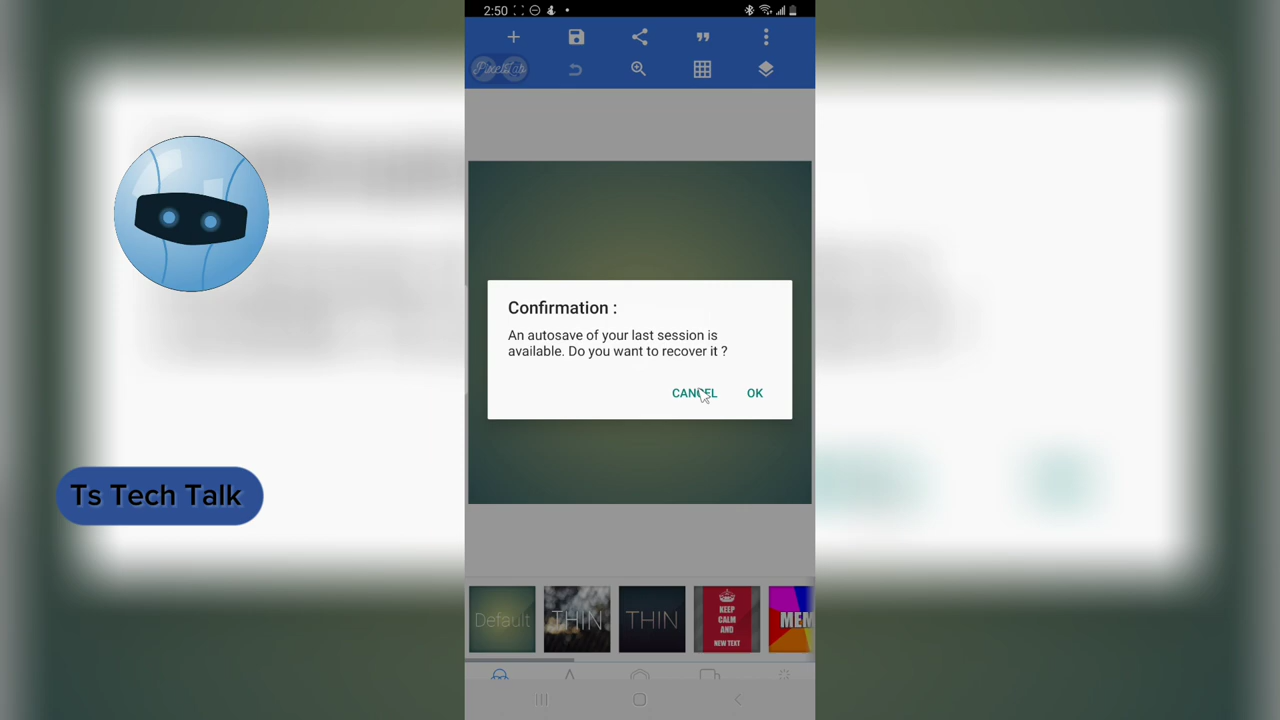 2:50
PixelLab
Confirmation :
An autosave of your last session is
available. Do you want to recover it ?
CANCEL OK
Ts Tech Talk
Default
THIN
THIN
KEEP
CALM
AND
NEW TEXT
MEM